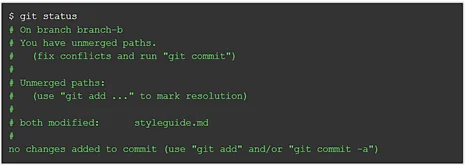 $ git status
# On branch branch-b
# You have unmerged paths.
#   (fix conflicts and run "git commit")
#
# Unmerged paths:
#   (use "git add ..." to mark resolution)
#
# both modified:      styleguide.md
#
no changes added to commit (use "git add" and/or "git commit -a")